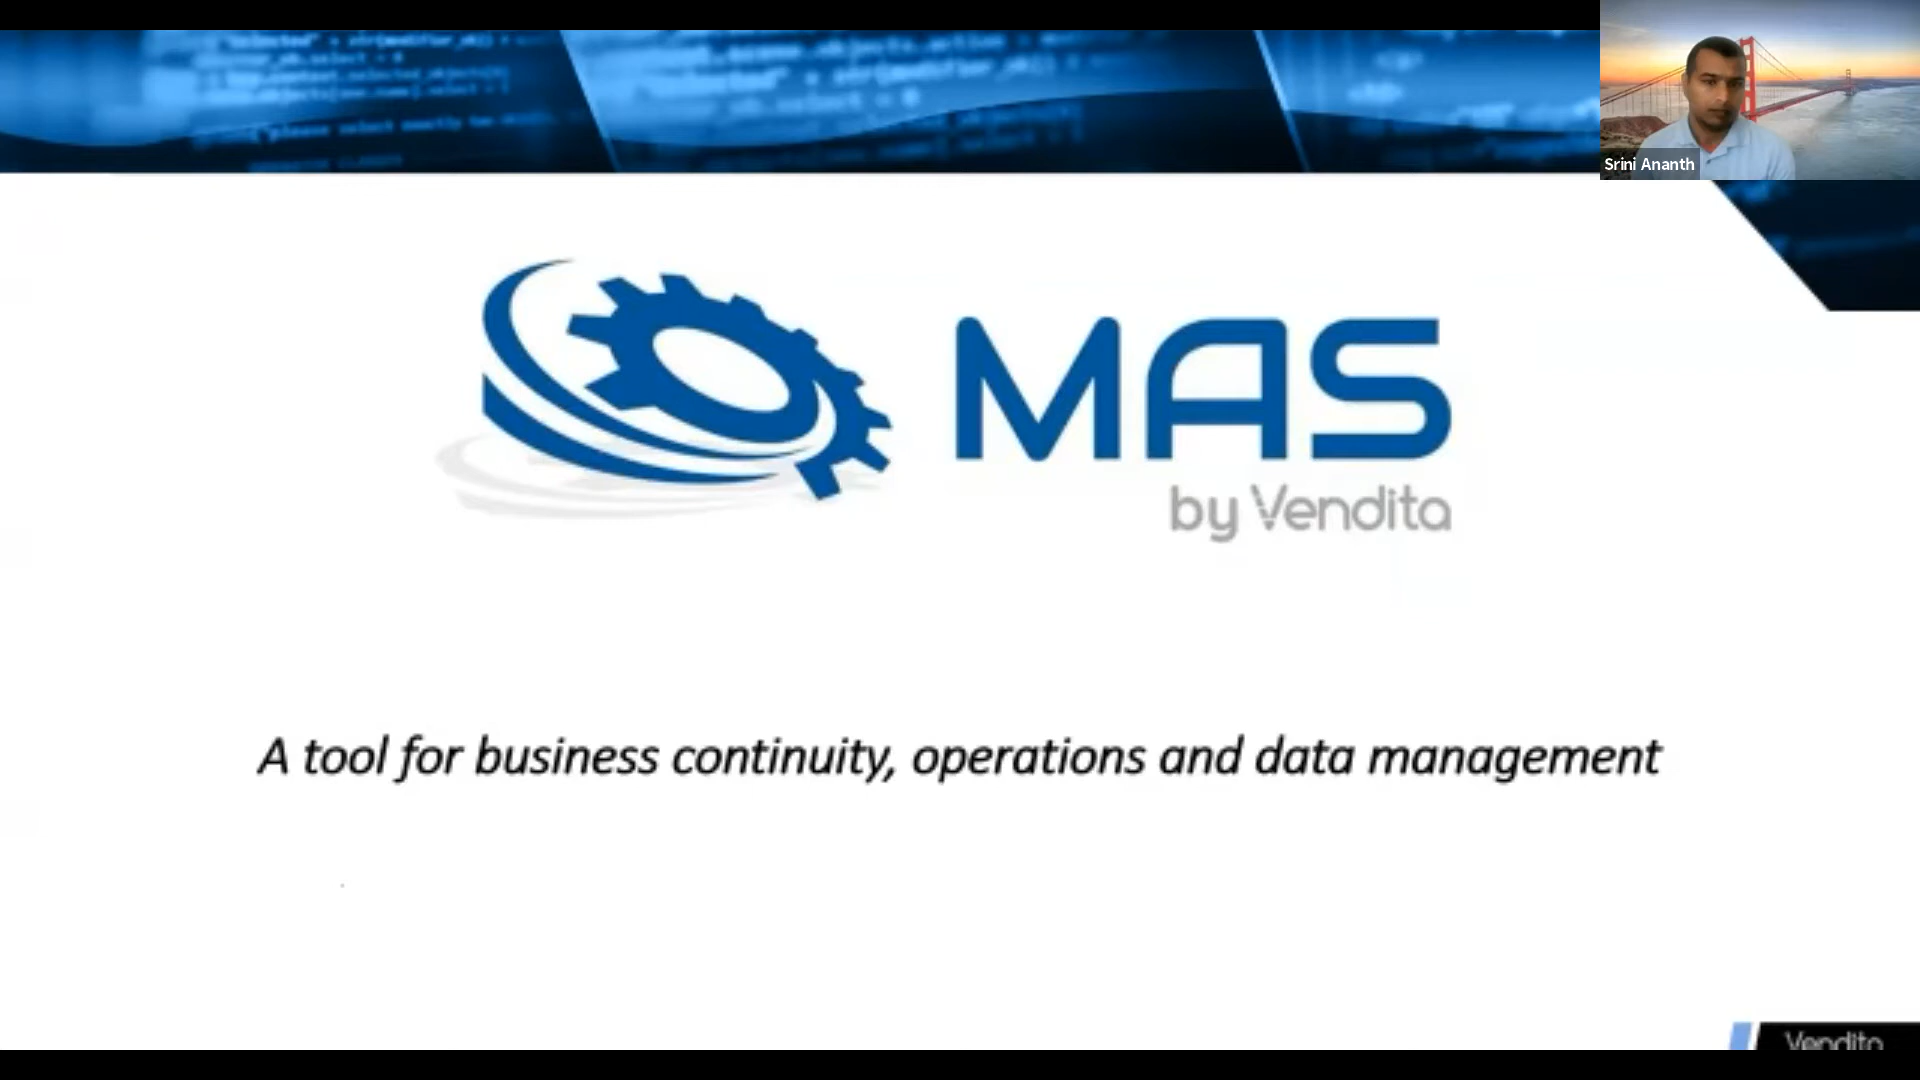 Srini Ananth
MAS
by Vendita
A tool for business continuity, operations and data management
Vendita